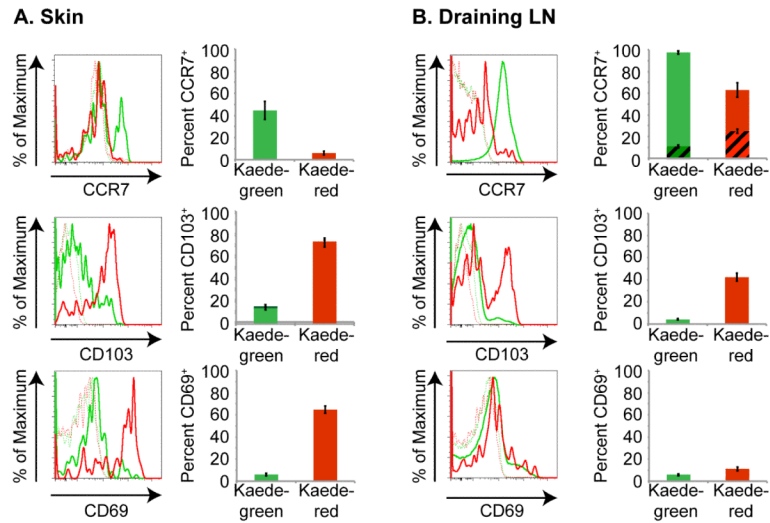 A. Skin
% of Maximum
CCR7
Percent CCR7+
100
80
60
40
20
0
Kaede-
green
Kaede-
red
% of Maximum
CD103
Percent CD103+
100
80
60
40
20
0
Kaede-
green
Kaede-
red
% of Maximum
CD69
Percent CD69+
100
80
60
40
20
0
Kaede-
green
Kaede-
red
B. Draining LN
% of Maximum
CCR7
Percent CCR7+
100
80
60
40
20
0
Kaede-
green
Kaede-
red
% of Maximum
CD103
Percent CD103+
100
80
60
40
20
0
Kaede-
green
Kaede-
red
% of Maximum
CD69
Percent CD69+
100
80
60
40
20
0
Kaede-
green
Kaede-
red